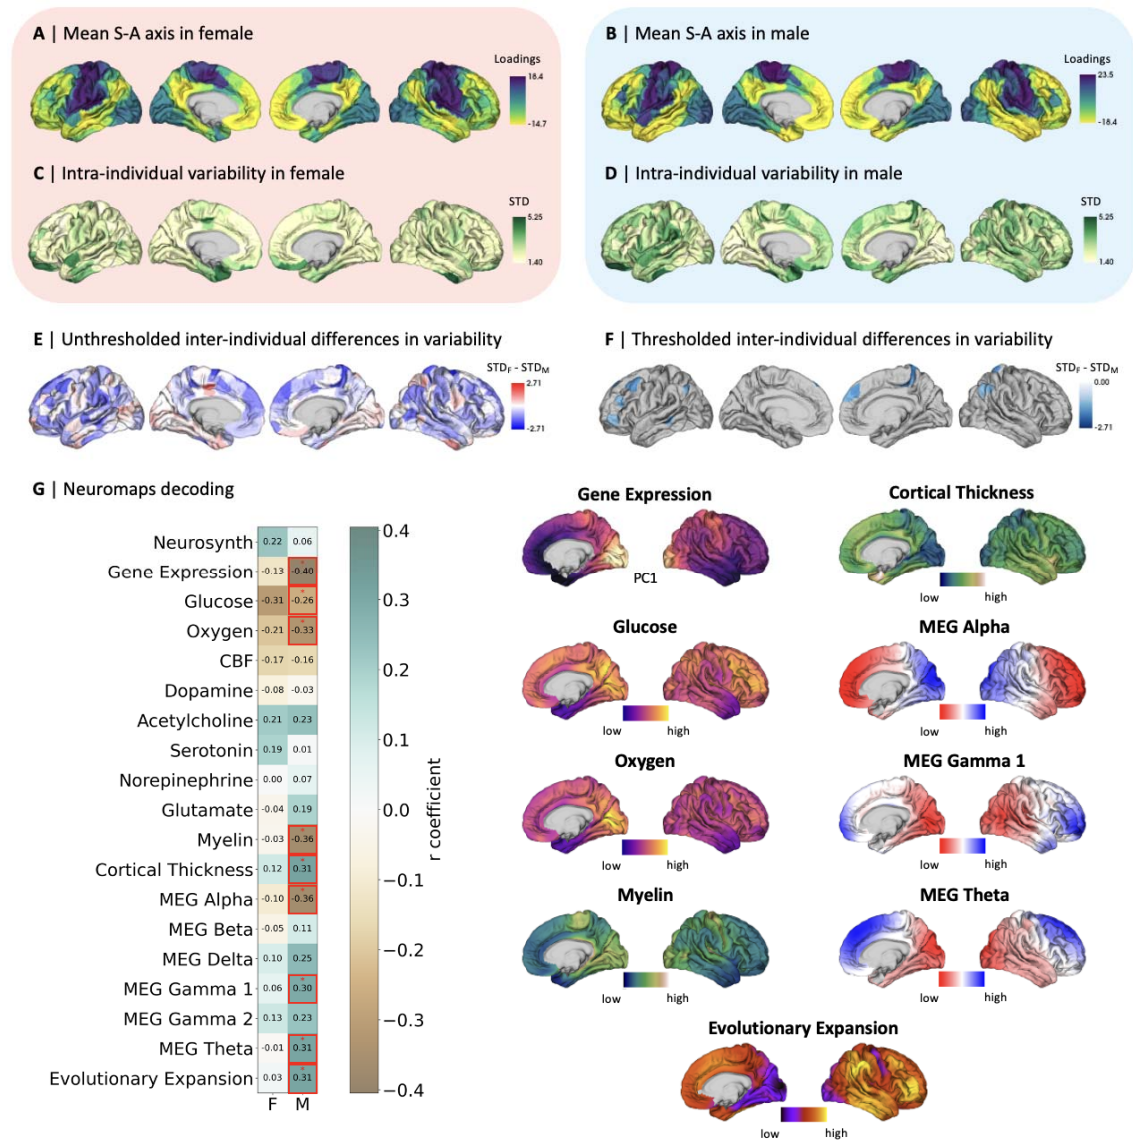 A | Mean S-A axis in female
Loadings
16.4
-14.7
B | Mean S-A axis in male
Loadings
23.5
-16.4
C | Intra-individual variability in female
STD
5.25
1.40
D | Intra-individual variability in male
STD
5.25
1.40
E | Unthresholded inter-individual differences in variability
STDF - STDM
2.71
-2.71
F | Thresholded inter-individual differences in variability
STDF - STDM
0.00
-2.71
G | Neuromaps decoding
Neurosynth 0.22 0.06
Gene Expression -0.13 -0.40 *
Glucose -0.31 -0.26 *
Oxygen -0.21 -0.33 *
CBF -0.17 -0.16
Dopamine -0.08 -0.03
Acetylcholine 0.21 0.23
Serotonin 0.19 0.01
Norepinephrine 0.00 0.07
Glutamate -0.04 0.19
Myelin -0.03 -0.36 *
Cortical Thickness 0.12 0.31 *
MEG Alpha -0.10 -0.36 *
MEG Beta -0.05 0.11
MEG Delta 0.10 0.25
MEG Gamma 1 0.06 0.30 *
MEG Gamma 2 0.13 0.23
MEG Theta -0.01 0.31 *
Evolutionary Expansion 0.03 0.31 *
F M
0.4
0.3
0.2
0.1
0.0
−0.1
−0.2
−0.3
−0.4
r coefficient
Gene Expression
PC1
Cortical Thickness
low high
Glucose
low high
MEG Alpha
low high
Oxygen
low high
MEG Gamma 1
low high
Myelin
low high
MEG Theta
low high
Evolutionary Expansion
low high